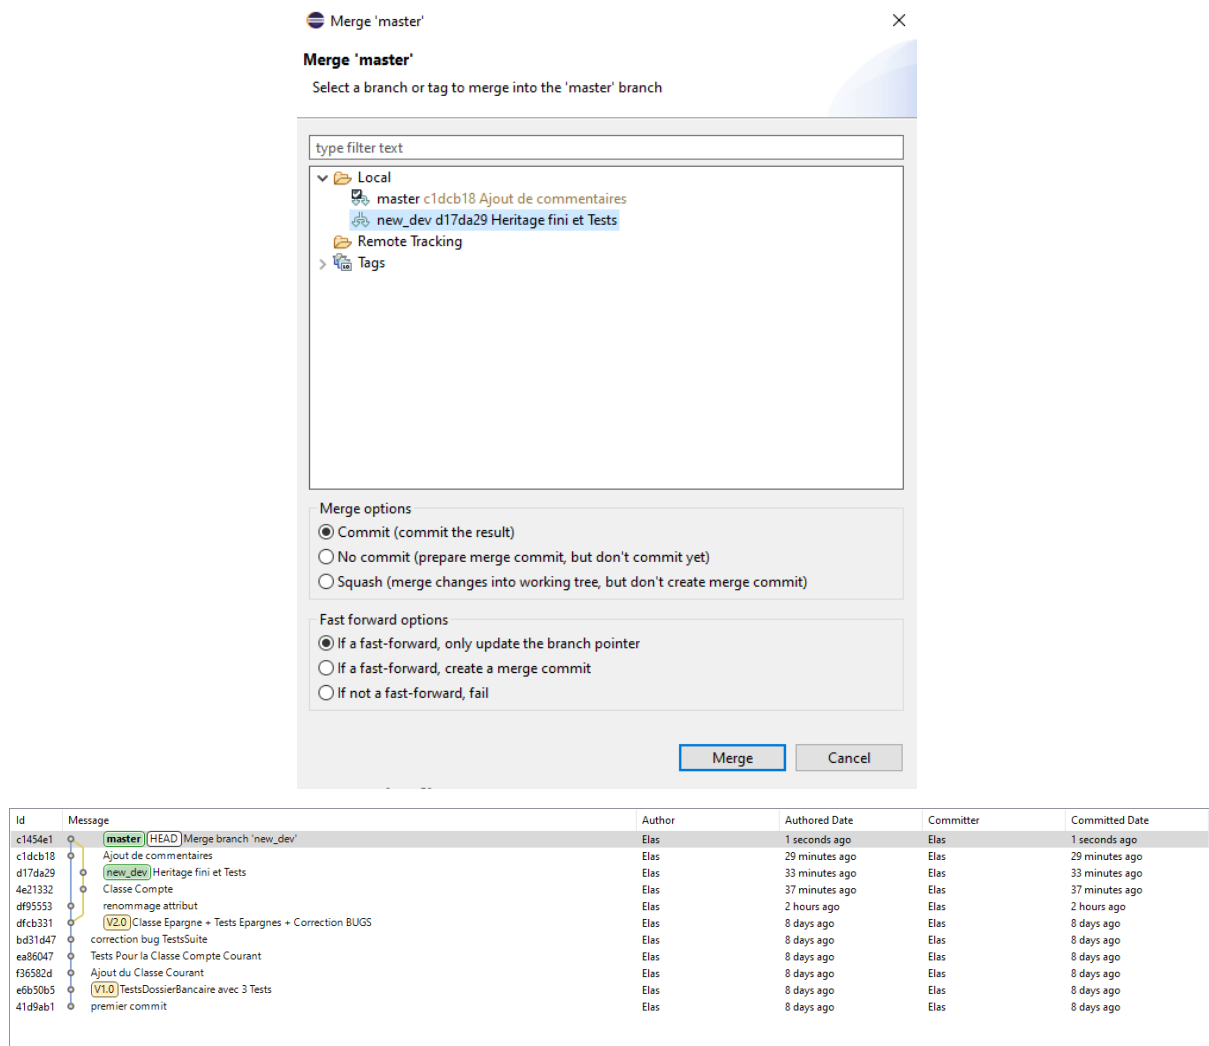 Merge 'master'
Merge 'master'
Select a branch or tag to merge into the 'master' branch
type filter text
Local
master c1dcb18 Ajout de commentaires
new_dev d17da29 Heritage fini et Tests
Remote Tracking
Tags
Merge options
Commit (commit the result)
No commit (prepare merge commit, but don't commit yet)
Squash (merge changes into working tree, but don't create merge commit)
Fast forward options
If a fast-forward, only update the branch pointer
If a fast-forward, create a merge commit
If not a fast-forward, fail
Merge Cancel
Id Message Author Authored Date Committer Committed Date
c1454e1 master HEAD Merge branch 'new_dev' Elas 1 seconds ago Elas 1 seconds ago
c1dcb18 Ajout de commentaires Elas 29 minutes ago Elas 29 minutes ago
d17da29 new_dev Heritage fini et Tests Elas 33 minutes ago Elas 33 minutes ago
4e21332 Classe Compte Elas 37 minutes ago Elas 37 minutes ago
df95553 renommage attribut Elas 2 hours ago Elas 2 hours ago
dfcb331 V2.0 Classe Epargne + Tests Epargnes + Correction BUGS Elas 8 days ago Elas 8 days ago
bd31d47 correction bug TestsSuite Elas 8 days ago Elas 8 days ago
ea86047 Tests Pour la Classe Compte Courant Elas 8 days ago Elas 8 days ago
f36582d Ajout du Classe Courant Elas 8 days ago Elas 8 days ago
e6b50b5 V1.0 TestsDossierBancaire avec 3 Tests Elas 8 days ago Elas 8 days ago
41d9ab1 premier commit Elas 8 days ago Elas 8 days ago